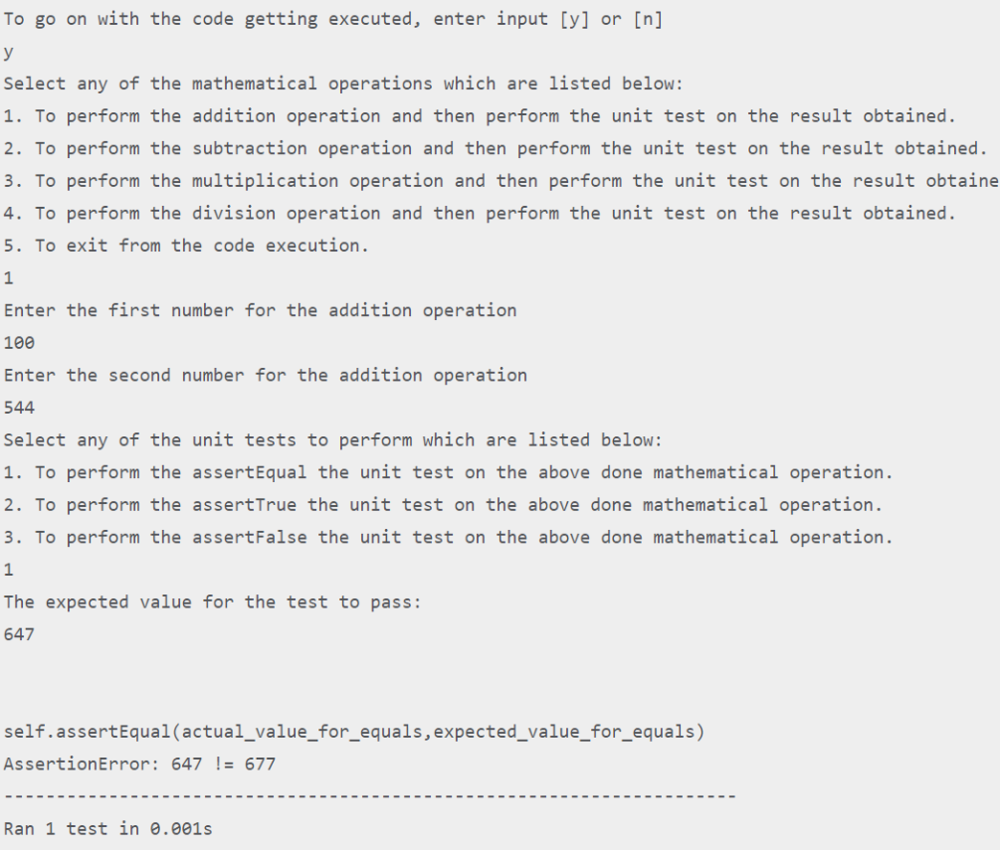 To go on with the code getting executed, enter input [y] or [n]
y
Select any of the mathematical operations which are listed below:
1. To perform the addition operation and then perform the unit test on the result obtained.
2. To perform the subtraction operation and then perform the unit test on the result obtained.
3. To perform the multiplication operation and then perform the unit test on the result obtaine
4. To perform the division operation and then perform the unit test on the result obtained.
5. To exit from the code execution.
1
Enter the first number for the addition operation
100
Enter the second number for the addition operation
544
Select any of the unit tests to perform which are listed below:
1. To perform the assertEqual the unit test on the above done mathematical operation.
2. To perform the assertTrue the unit test on the above done mathematical operation.
3. To perform the assertFalse the unit test on the above done mathematical operation.
1
The expected value for the test to pass:
647
self.assertEqual(actual_value_for_equals,expected_value_for_equals)
AssertionError: 647 != 677
----------------------------------------------------------------------
Ran 1 test in 0.001s